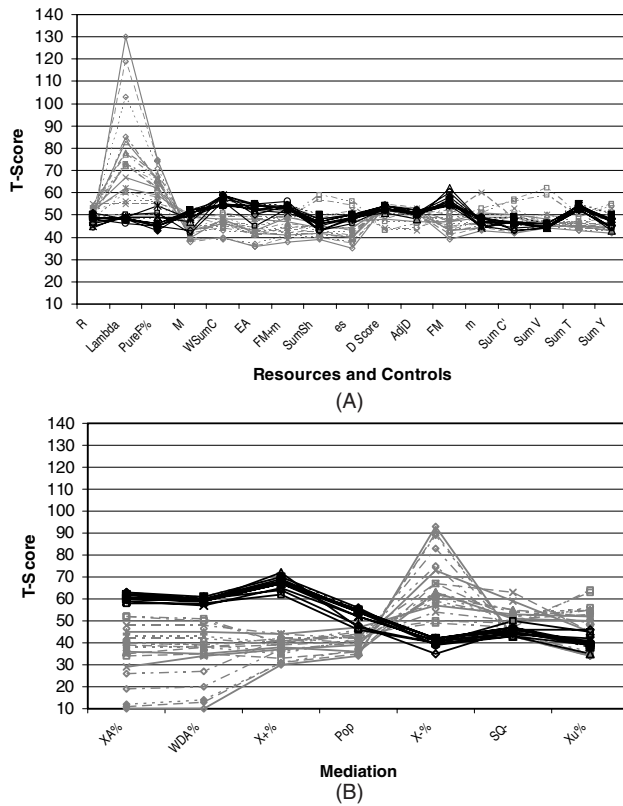 140
130
120
110
100
90
80
70
60
50
40
30
20
10
T-Score
R
Lambda
PureF%
M
WSumC
EA
FM+m
SumSh
es
D Score
AdjD
FM
m
Sum C'
Sum V
Sum T
Sum Y
Resources and Controls
(A)
140
130
120
110
100
90
80
70
60
50
40
30
20
10
T-Score
XA%
WDA%
X+%
Pop
X-%
SQ-
Xu%
Mediation
(B)